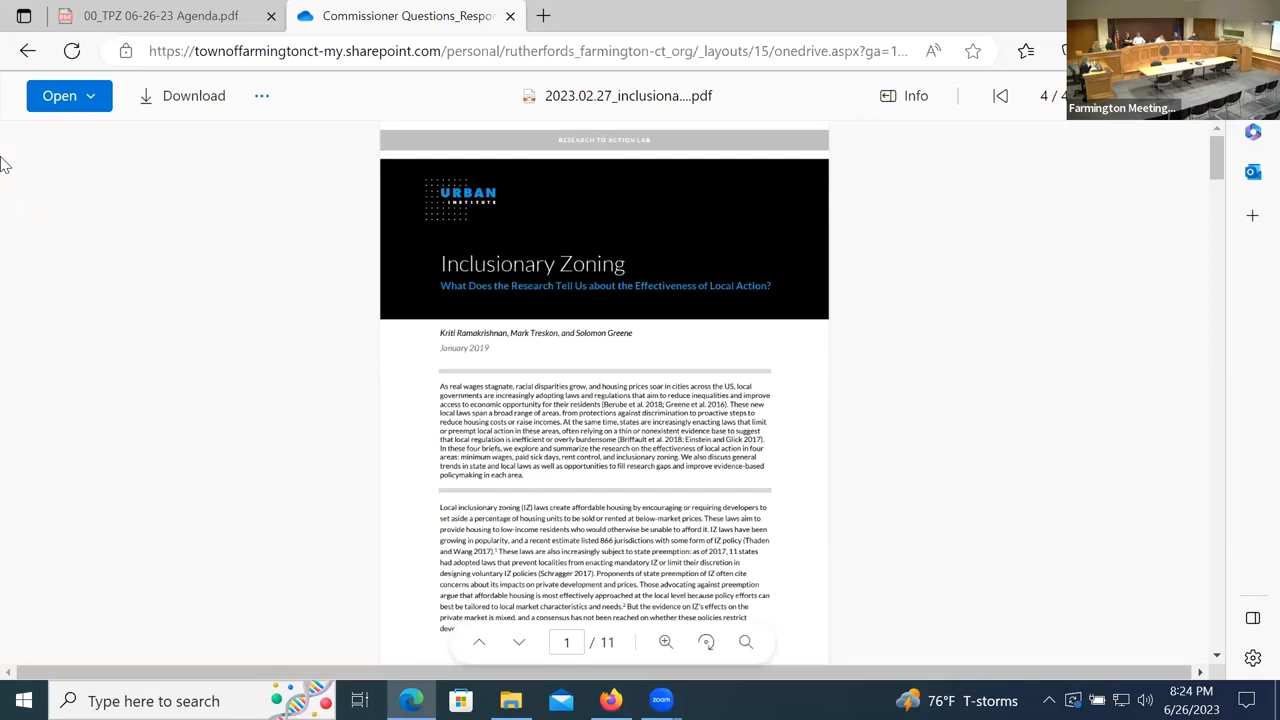 00_TPZ 06-26-23 Agenda.pdf
Color Quotes - OneDrive
https://townoffarmingtonct-my.sharepoint.com/personal/rutherfords_farmington-ct_org/_layouts/15/onedrive.aspx?ga=1...
Open
Download
...
2023.02.27_inclusiona....pdf
Info
4 / 4
Farmington Meeting...
RESEARCH TO ACTION LAB
URBAN
INSTITUTE
Inclusionary Zoning
What Does the Research Tell Us about the Effectiveness of Local Action?
Kriti Ramakrishnan, Mark Treskon, and Solomon Greene
January 2019
As real wages stagnate, racial disparities grow, and housing prices soar in cities across the US, local
governments are increasingly adopting laws and regulations that aim to reduce inequalities and improve
access to economic opportunity for their residents (Berube et al. 2018; Greene et al. 2016). These new
local laws span a broad range of areas, from protections against discrimination to proactive steps to
reduce housing costs or raise incomes. At the same time, states are increasingly enacting laws that limit
or preempt local action in these areas, often relying on a thin or nonexistent evidence base to suggest
that local regulation is inefficient or overly burdensome (Briffault et al. 2018; Einstein and Glick 2017).
In these four briefs, we explore and summarize the research on the effectiveness of local action in four
areas: minimum wages, paid sick days, rent control, and inclusionary zoning. We also discuss general
trends in state and local laws as well as opportunities to fill research gaps and improve evidence-based
policymaking in each area.
Local inclusionary zoning (IZ) laws create affordable housing by encouraging or requiring developers to
set aside a percentage of housing units to be sold or rented at below-market prices. These laws aim to
provide housing to low-income residents who would otherwise be unable to afford it. IZ laws have been
growing in popularity, and a recent estimate listed 866 jurisdictions with some form of IZ policy (Thaden
and Wang 2017).¹ These laws are also increasingly subject to state preemption: as of 2017, 11 states
had adopted laws that prevent localities from enacting mandatory IZ or limit their discretion in
designing voluntary IZ policies (Schragger 2017). Proponents of state preemption of IZ often cite
concerns about its impacts on private development and prices. Those advocating against preemption
argue that affordable housing is most effectively approached at the local level because policy efforts can
best be tailored to local market characteristics and needs.² But the evidence on IZ's effects on the
private market is mixed, and a consensus has not been reached on whether these policies restrict
1 / 11
Type here to search
zoom
76°F T-storms
8:24 PM
6/26/2023